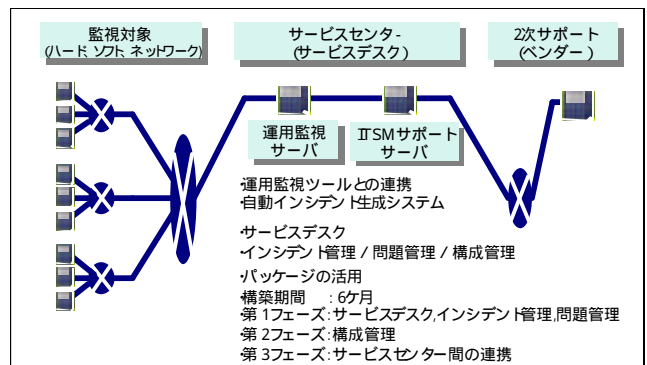 監視対象
(ハード, ソフト, ネットワーク)
サービスセンター
(サービスデスク)
2次サポート
(ベンダー)
運用監視
サーバ
ITSMサポート
サーバ
・運用監視ツールとの連携
・自動インシデント生成システム
・サービスデスク
・インシデント管理 / 問題管理 / 構成管理
・パッケージの活用
・構築期間 : 6ケ月
・第1フェーズ:サービスデスク,インシデント管理,問題管理
・第2フェーズ:構成管理
・第3フェーズ:サービスセンター間の連携